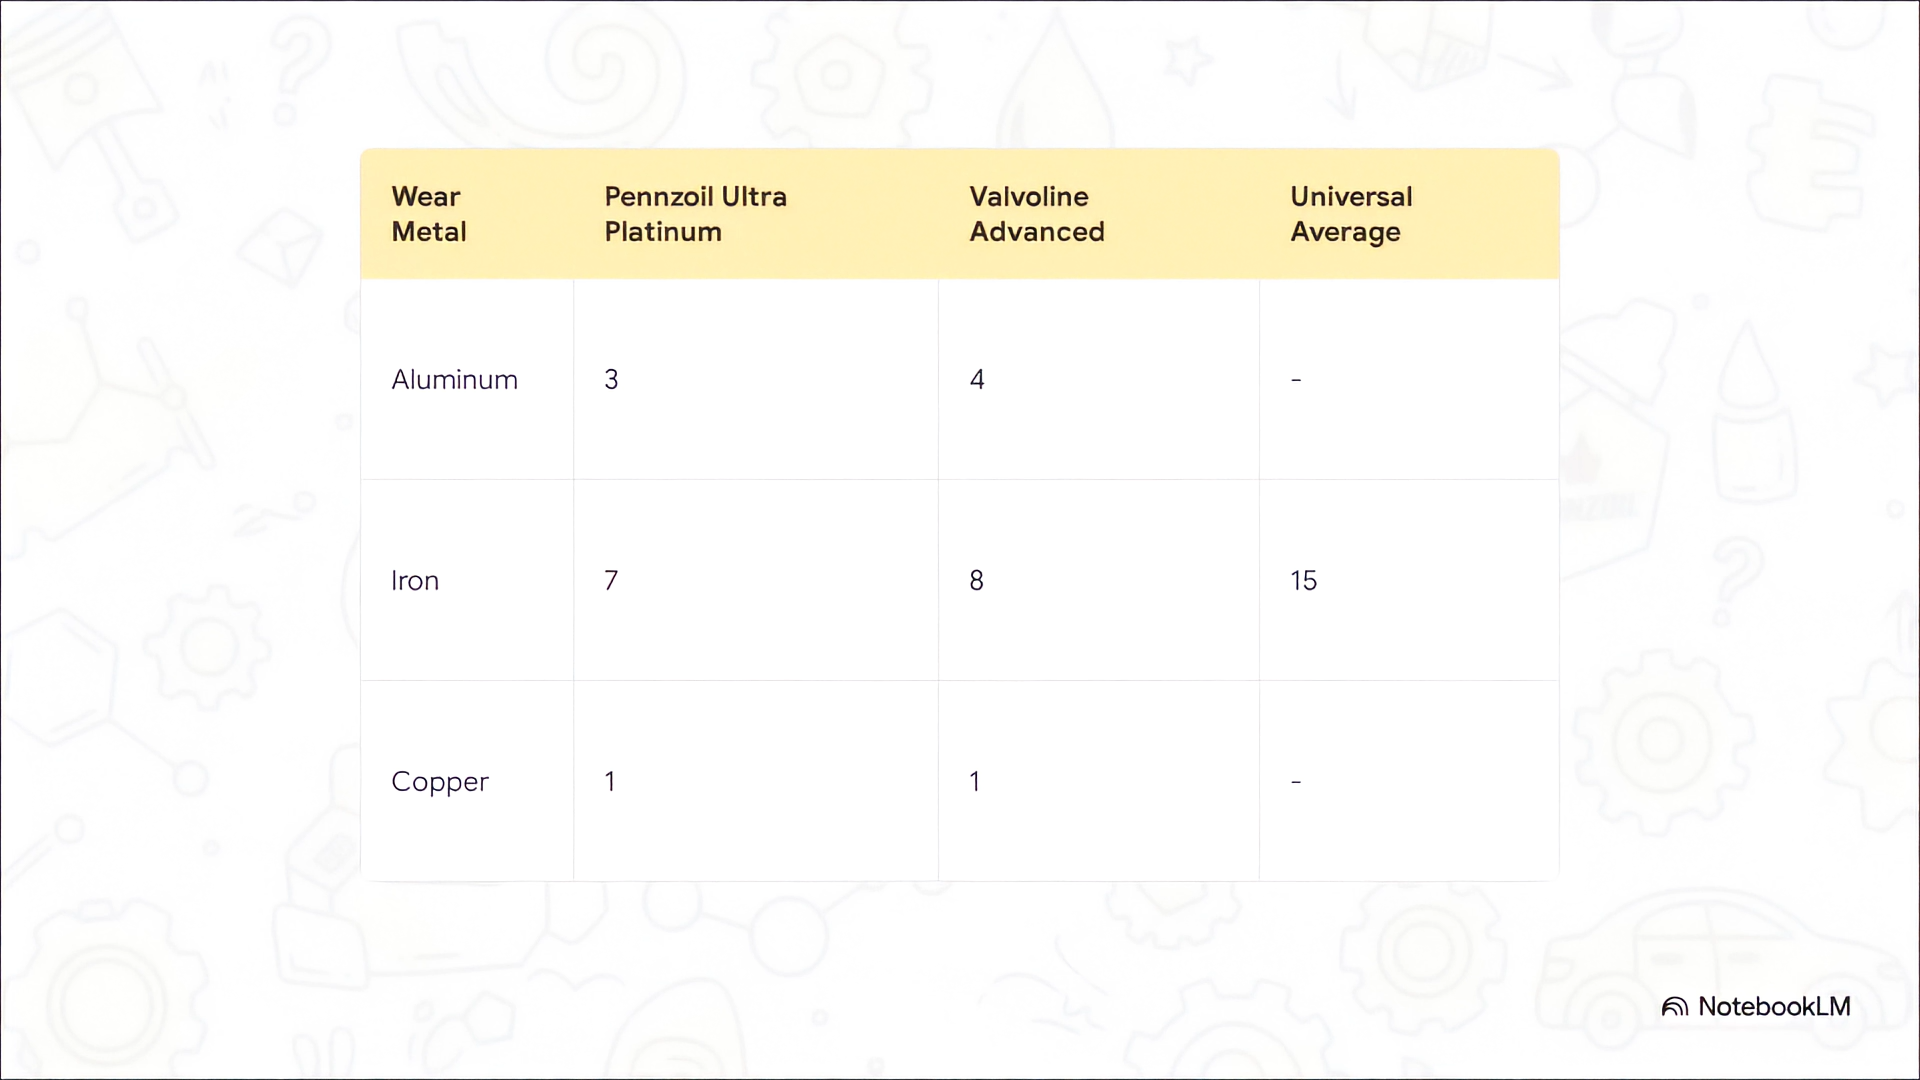 Wear Metal
Pennzoil Ultra Platinum
Valvoline Advanced
Universal Average
Aluminum 3 4 -
Iron 7 8 15
Copper 1 1 -
NotebookLM